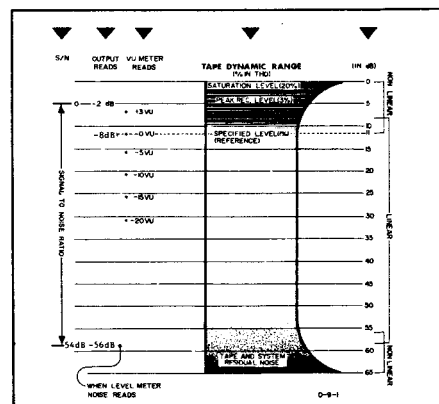 S/N
OUTPUT READS
VU METER READS
TAPE DYNAMIC RANGE
(% IN THD)
(IN dB)
SATURATION LEVEL (20%)
PEAK REC. LEVEL (3%)
SPECIFIED LEVEL (1%)
(REFERENCE)
0
-2 dB
-8dB
+3VU
-0 VU
-5VU
-10VU
-15VU
-20VU
0
5
10
11
15
20
25
30
35
40
45
50
55
60
65
NON LINEAR
LINEAR
NON LINEAR
SIGNAL TO NOISE RATIO
-54dB
-56dB
TAPE AND SYSTEM
RESIDUAL NOISE
WHEN LEVEL METER
NOISE READS
0-9-1